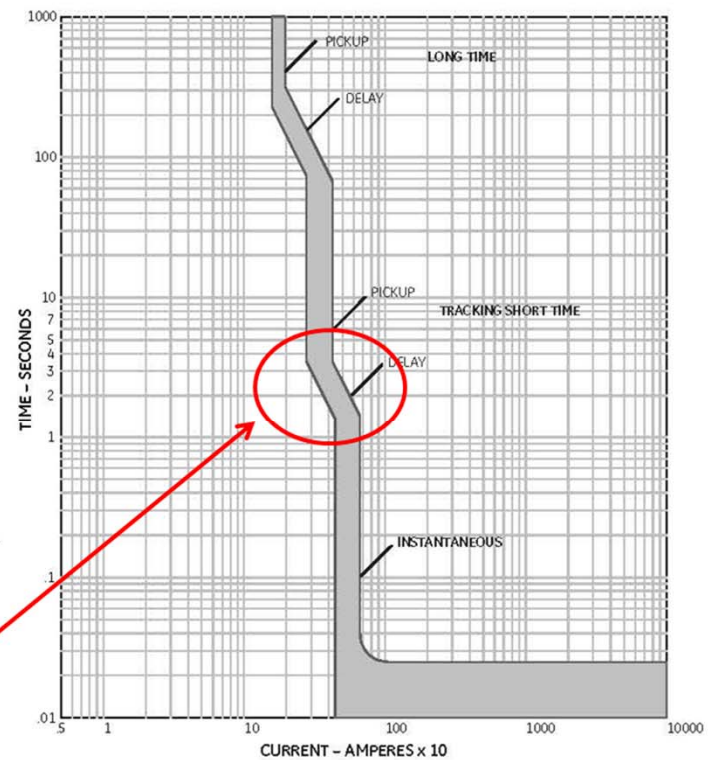 1000
PICKUP
LONG TIME
DELAY
100
PICKUP
10
TRACKING SHORT TIME
7
5
4
DELAY
3
2
1
INSTANTANEOUS
.1
.01
TIME – SECONDS
.5 1 10 100 1000 10000
CURRENT – AMPERES x 10